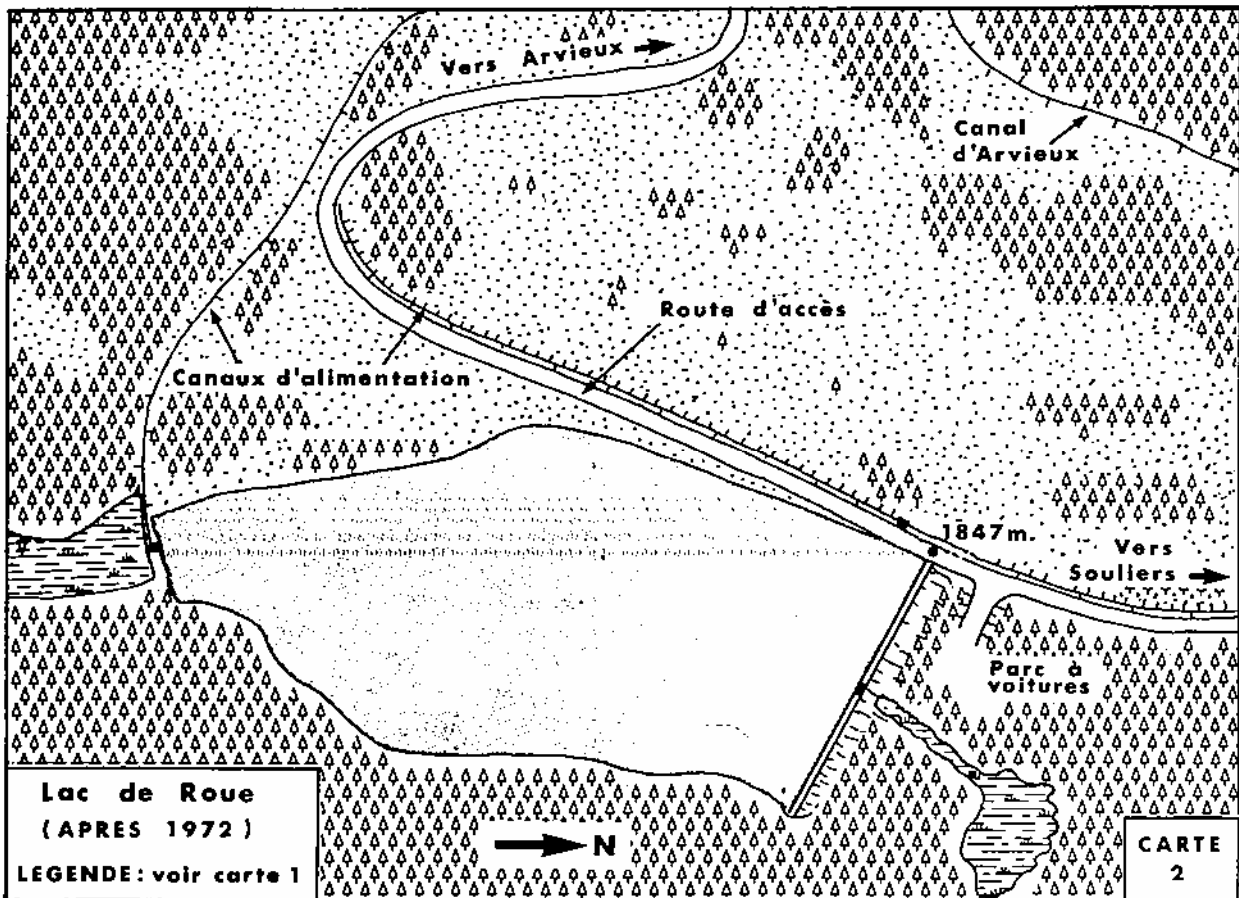 Vers Arvieux
Canal
d'Arvieux
Route d'accès
Canaux d'alimentation
1847m.
Vers
Souliers
Parc à
voitures
Lac de Roue
(APRES 1972)
LEGENDE: voir carte 1
N
CARTE
2